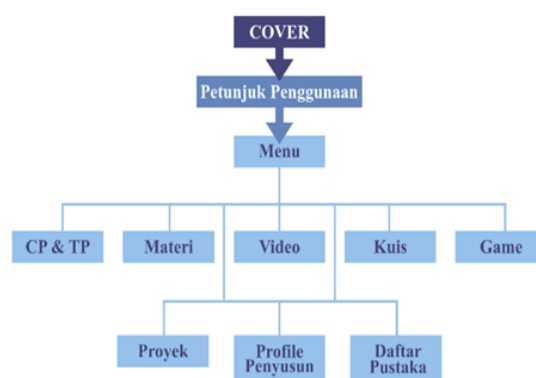 COVER
Petunjuk Penggunaan
Menu
CP & TP
Materi
Video
Kuis
Game
Proyek
Profile
Penyusun
Daftar
Pustaka